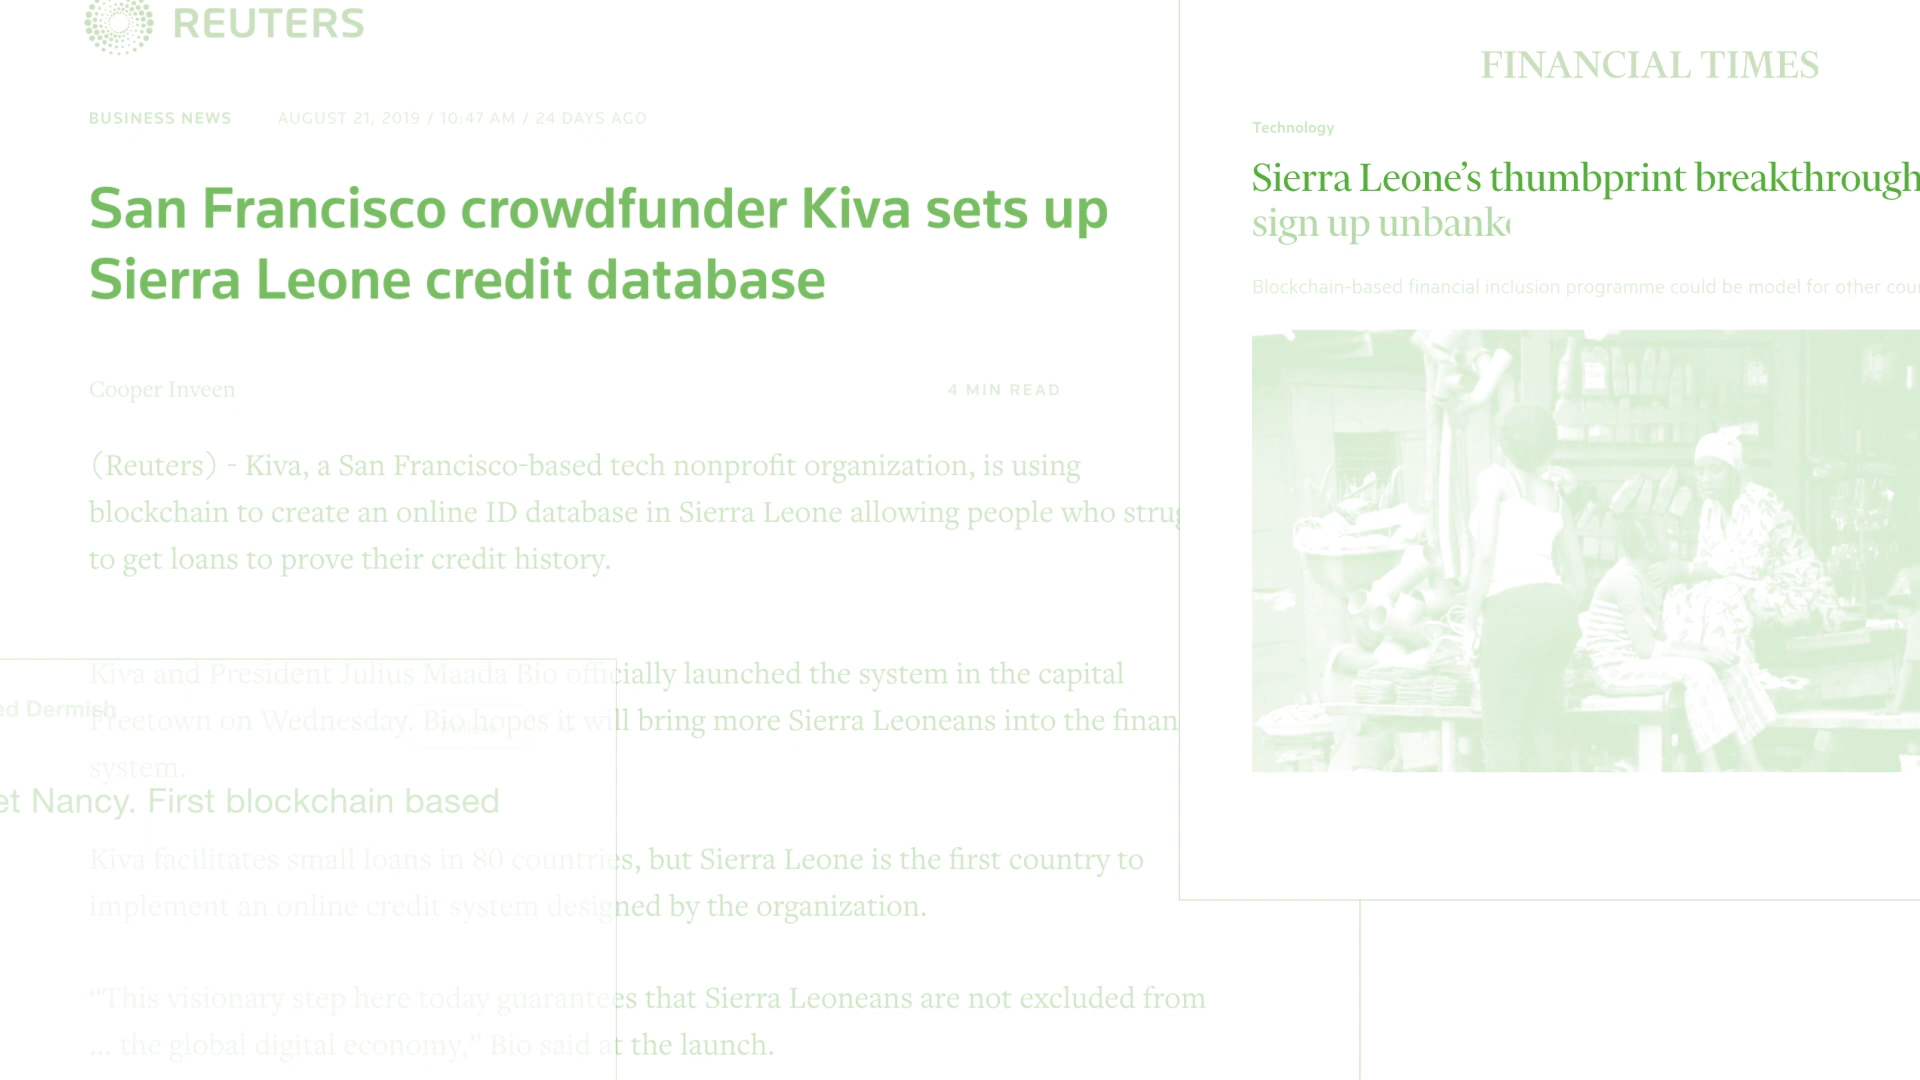 REUTERS
BUSINESS NEWS AUGUST 21, 2019 / 10:47 AM / 24 DAYS AGO
San Francisco crowdfunder Kiva sets up
Sierra Leone credit database
Cooper Inveen 4 MIN READ
(Reuters) - Kiva, a San Francisco-based tech nonprofit organization, is using
blockchain to create an online ID database in Sierra Leone allowing people who strug
to get loans to prove their credit history.
Kiva and President Julius Maada Bio officially launched the system in the capital
Freetown on Wednesday. Bio hopes it will bring more Sierra Leoneans into the finan
system.
Kiva facilitates small loans in 80 countries, but Sierra Leone is the first country to
implement an online credit system designed by the organization.
“This visionary step here today guarantees that Sierra Leoneans are not excluded from
... the global digital economy,” Bio said at the launch.
ed Dermish
et Nancy. First blockchain based
FINANCIAL TIMES
Technology
Sierra Leone’s thumbprint breakthrough
sign up unbanke
Blockchain-based financial inclusion programme could be model for other cou